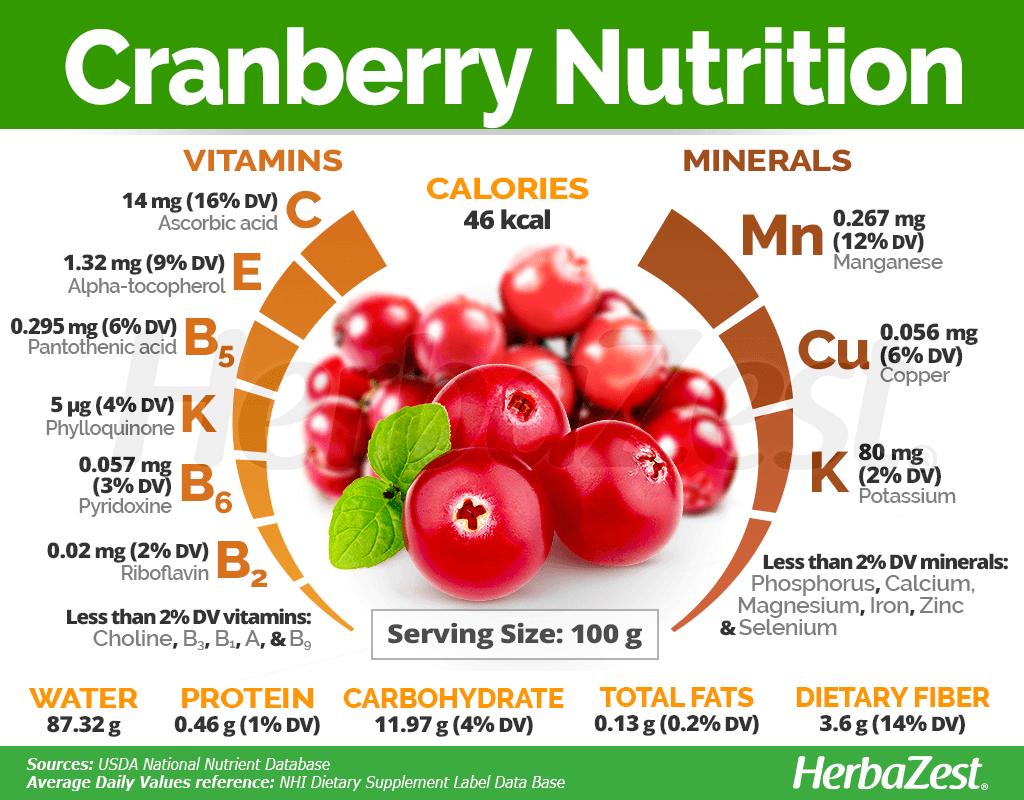 Cranberry Nutrition
VITAMINS
14 mg (16% DV)
Ascorbic acid
C
1.32 mg (9% DV)
Alpha-tocopherol
E
0.295 mg (6% DV)
Pantothenic acid
B5
5 µg (4% DV)
Phylloquinone
K
0.057 mg
(3% DV)
Pyridoxine
B6
0.02 mg (2% DV)
Riboflavin
B2
Less than 2% DV vitamins:
Choline, B3, B1, A, & B9
CALORIES
46 kcal
MINERALS
Mn
0.267 mg
(12% DV)
Manganese
Cu
0.056 mg
(6% DV)
Copper
K
80 mg
(2% DV)
Potassium
Less than 2% DV minerals:
Phosphorus, Calcium,
Magnesium, Iron, Zinc
& Selenium
HerbaZest®
Serving Size: 100 g
WATER
87.32 g
PROTEIN
0.46 g (1% DV)
CARBOHYDRATE
11.97 g (4% DV)
TOTAL FATS
0.13 g (0.2% DV)
DIETARY FIBER
3.6 g (14% DV)
Sources: USDA National Nutrient Database
Average Daily Values reference: NHI Dietary Supplement Label Data Base
HerbaZest®